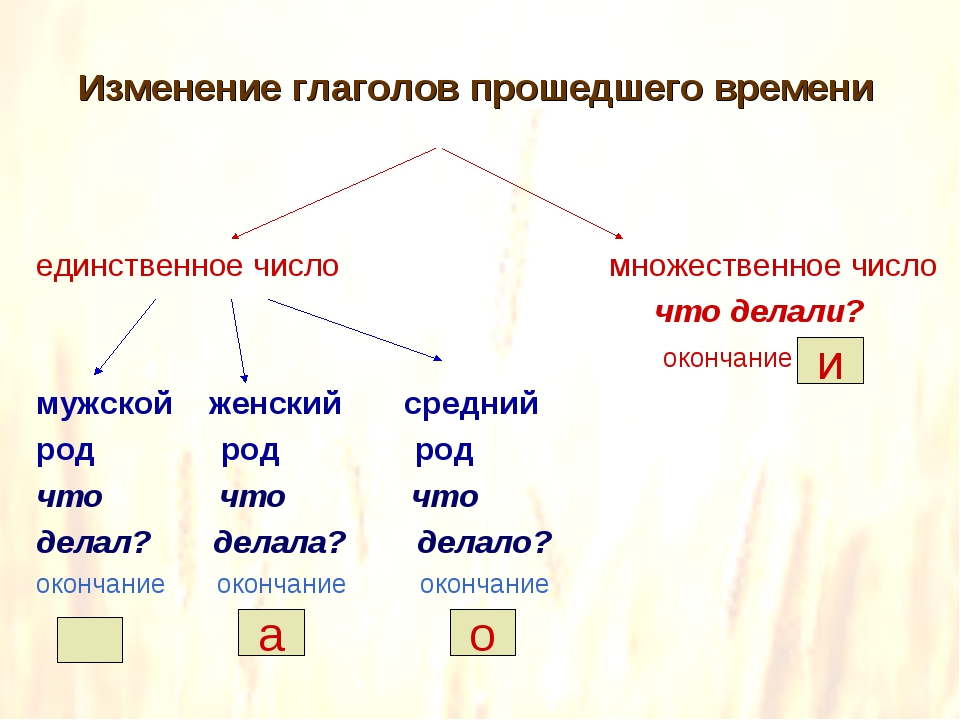 Изменение глаголов прошедшего времени
единственное число множественное число
что делали?
окончание и
мужской женский средний
род род род
что что что
делал? делала? делало?
окончание окончание окончание
а о